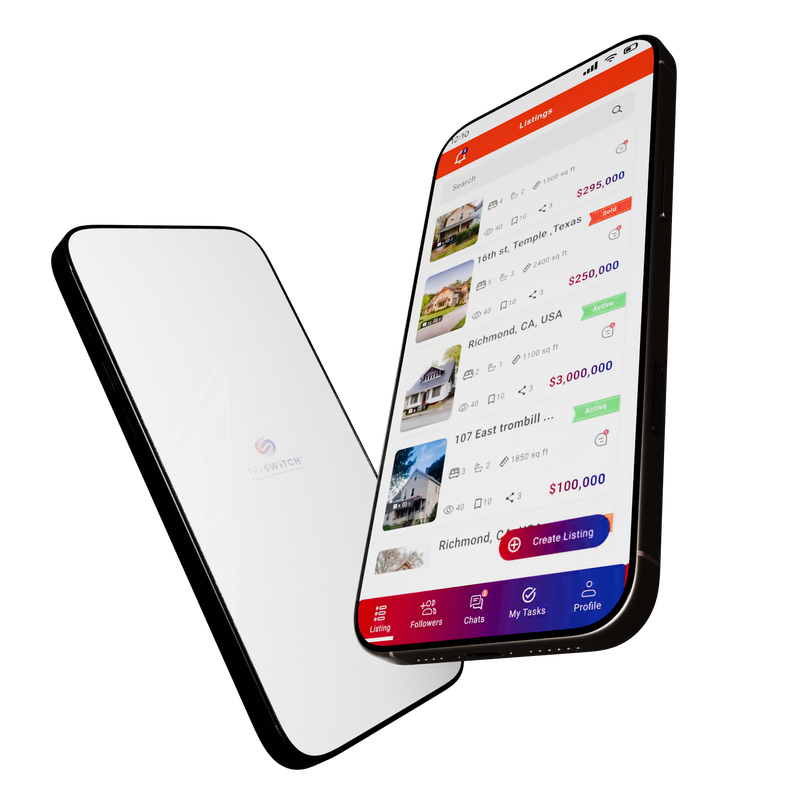 SWiTCH
12:10
Listings
Search
4 2 1500 sq ft
$295,000
40 10 3
Sold
16th st, Temple ,Texas
5 3 2400 sq ft
$250,000
40 10 3
Active
Richmond, CA, USA
2 1 1100 sq ft
$3,000,000
40 10 3
Active
107 East trombill ...
3 2 1850 sq ft
$100,000
40 10 3
Richmond, CA, USA
Create Listing
Listing Followers Chats My Tasks Profile